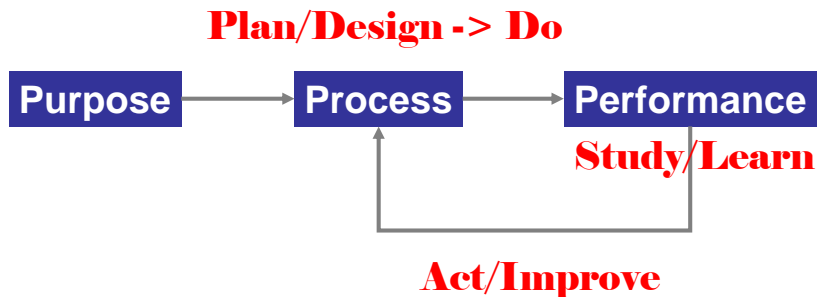 Plan/Design -> Do
Purpose Process Performance
Study/Learn
Act/Improve